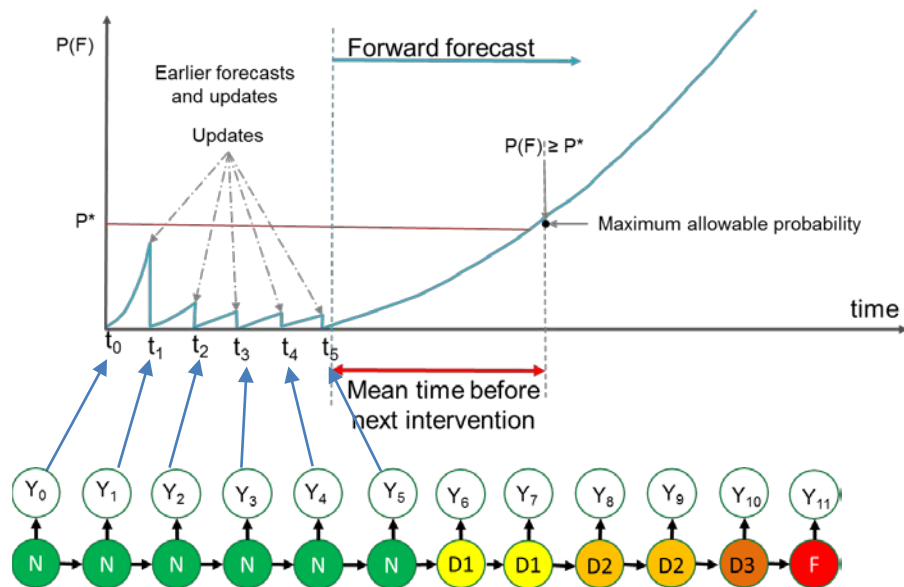 P(F)
Forward forecast
Earlier forecasts
and updates
Updates
P(F) ≥ P*
P*
Maximum allowable probability
time
t₀ t₁ t₂ t₃ t₄ t₅
Mean time before
next intervention
Y₀ Y₁ Y₂ Y₃ Y₄ Y₅ Y₆ Y₇ Y₈ Y₉ Y₁₀ Y₁₁
N N N N N N D1 D1 D2 D2 D3 F